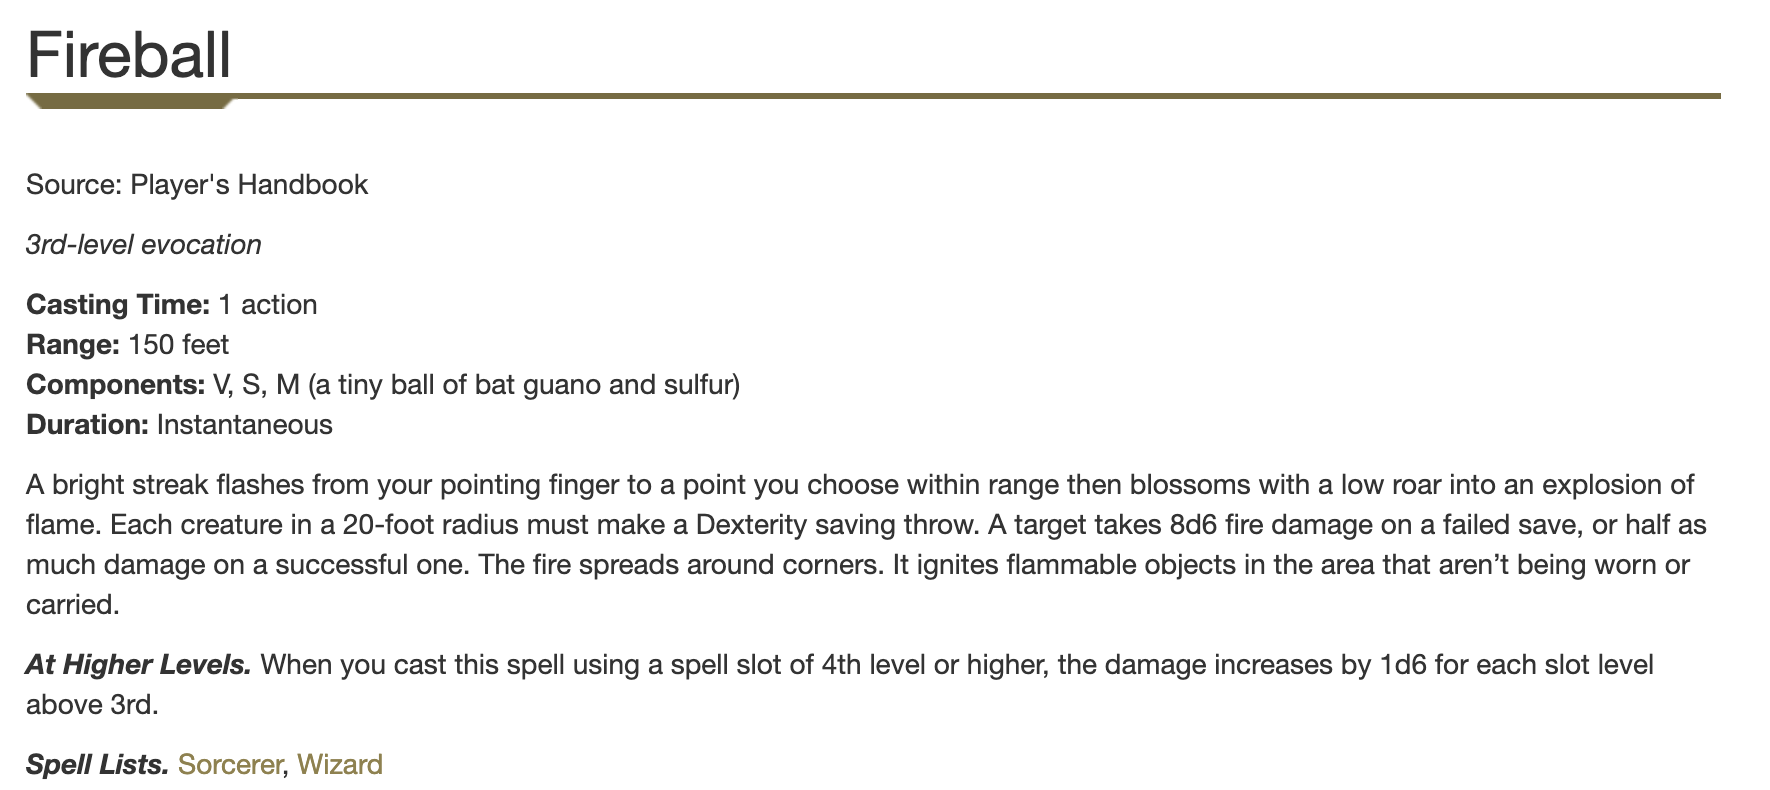 Fireball
Source: Player's Handbook
3rd-level evocation
Casting Time: 1 action
Range: 150 feet
Components: V, S, M (a tiny ball of bat guano and sulfur)
Duration: Instantaneous
A bright streak flashes from your pointing finger to a point you choose within range then blossoms with a low roar into an explosion of
flame. Each creature in a 20-foot radius must make a Dexterity saving throw. A target takes 8d6 fire damage on a failed save, or half as
much damage on a successful one. The fire spreads around corners. It ignites flammable objects in the area that aren’t being worn or
carried.
At Higher Levels. When you cast this spell using a spell slot of 4th level or higher, the damage increases by 1d6 for each slot level
above 3rd.
Spell Lists. Sorcerer, Wizard